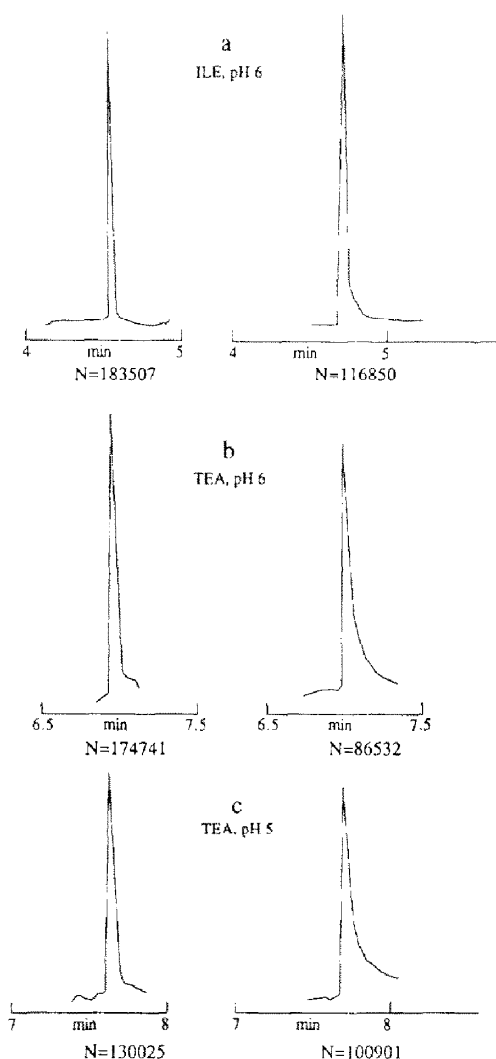 a
ILE, pH 6
4 min 5 4 min 5
N=183507 N=116850
b
TEA, pH 6
6.5 min 7.5 6.5 min 7.5
N=174741 N=86532
c
TEA, pH 5
7 min 8 7 min 8
N=130025 N=100901